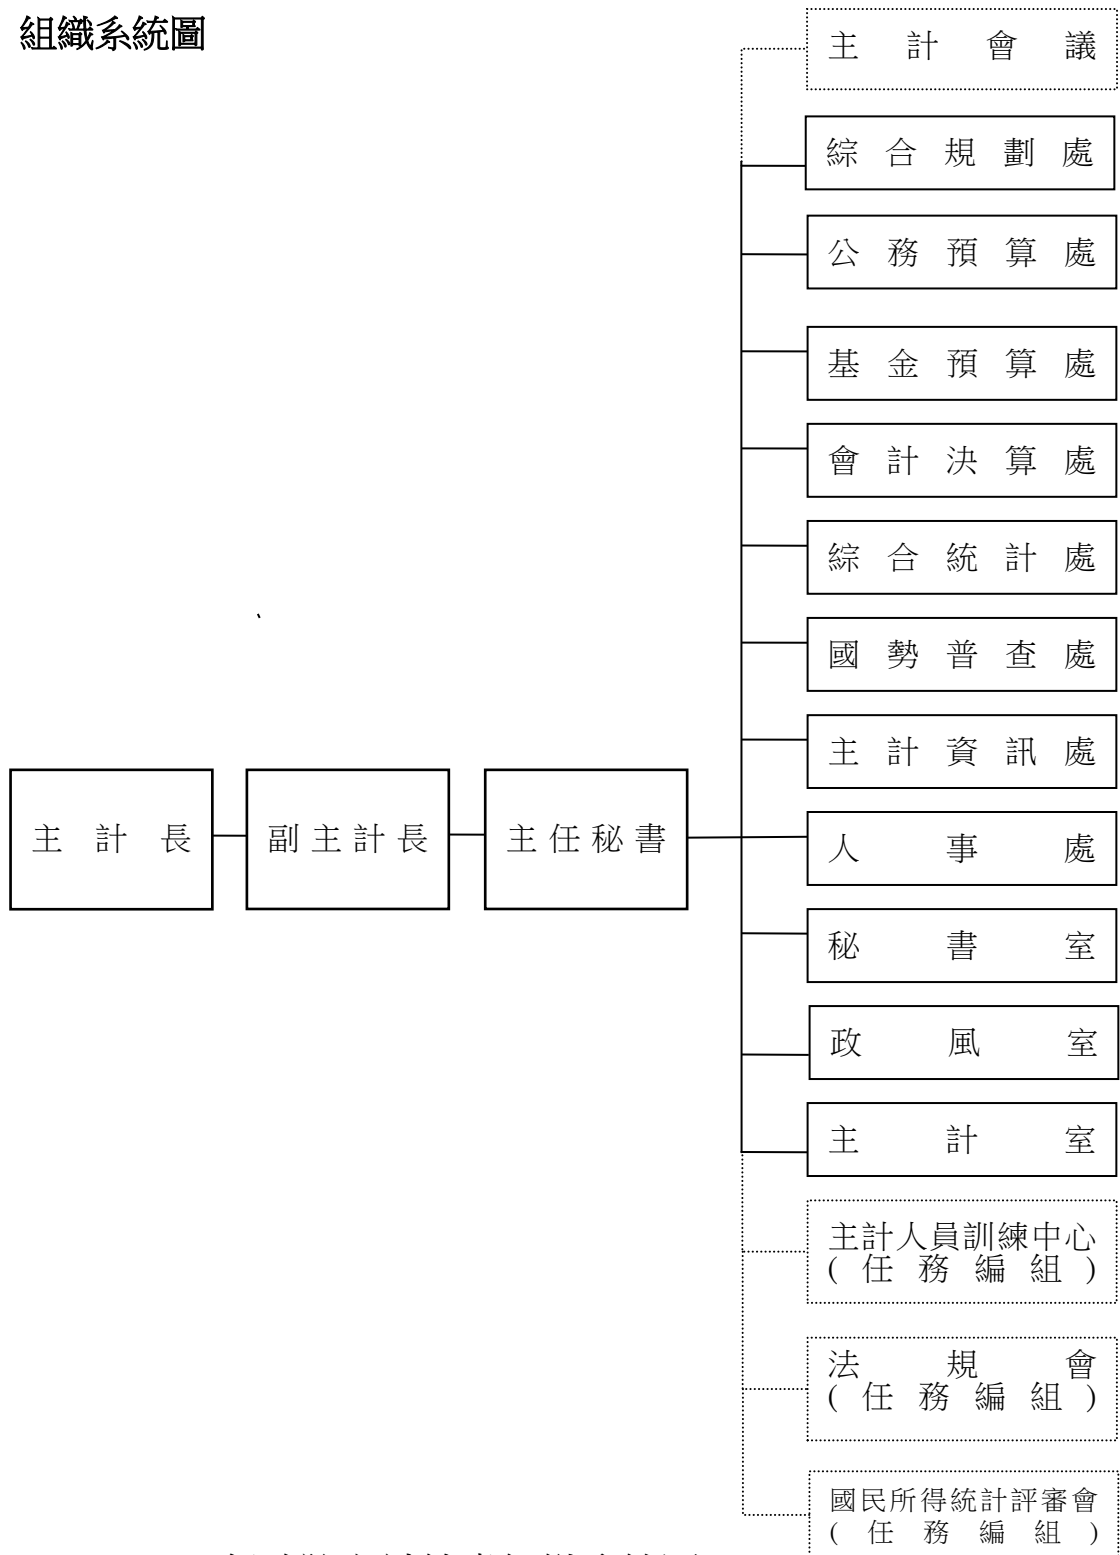 組織系統圖
主計會議
綜合規劃處
公務預算處
基金預算處
會計決算處
綜合統計處
國勢普查處
主計資訊處
主計長
副主計長
主任秘書
人事處
秘書室
政風室
主計室
主計人員訓練中心
(任務編組)
法規會
(任務編組)
國民所得統計評審會
(任務編組)